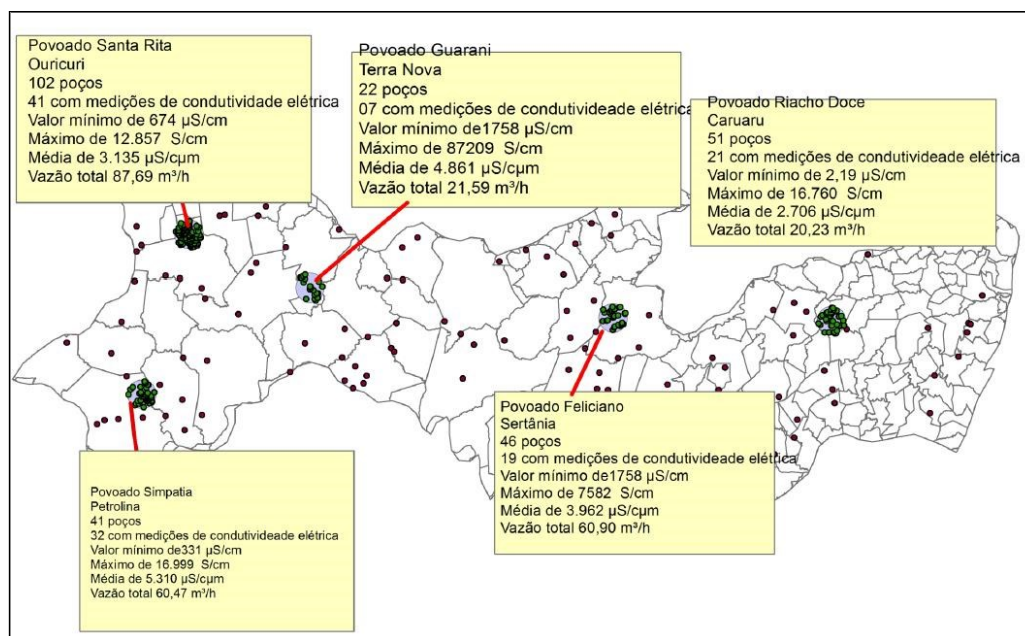 Povoado Santa Rita
Ouricuri
102 poços
41 com medições de condutividade elétrica
Valor mínimo de 674 µS/cm
Máximo de 12.857 S/cm
Média de 3.135 µS/cµm
Vazão total 87,69 m³/h
Povoado Guarani
Terra Nova
22 poços
07 com medições de condutivideade elétrica
Valor mínimo de1758 µS/cm
Máximo de 87209 S/cm
Média de 4.861 µS/cµm
Vazão total 21,59 m³/h
Povoado Riacho Doce
Caruaru
51 poços
21 com medições de condutivideade elétrica
Valor mínimo de 2,19 µS/cm
Máximo de 16.760 S/cm
Média de 2.706 µS/cµm
Vazão total 20,23 m³/h
Povoado Simpatia
Petrolina
41 poços
32 com medições de condutivideade elétrica
Valor mínimo de331 µS/cm
Máximo de 16.999 S/cm
Média de 5.310 µS/cµm
Vazão total 60,47 m³/h
Povoado Feliciano
Sertânia
46 poços
19 com medições de condutivideade elétrica
Valor mínimo de1758 µS/cm
Máximo de 7582 S/cm
Média de 3.962 µS/cµm
Vazão total 60,90 m³/h